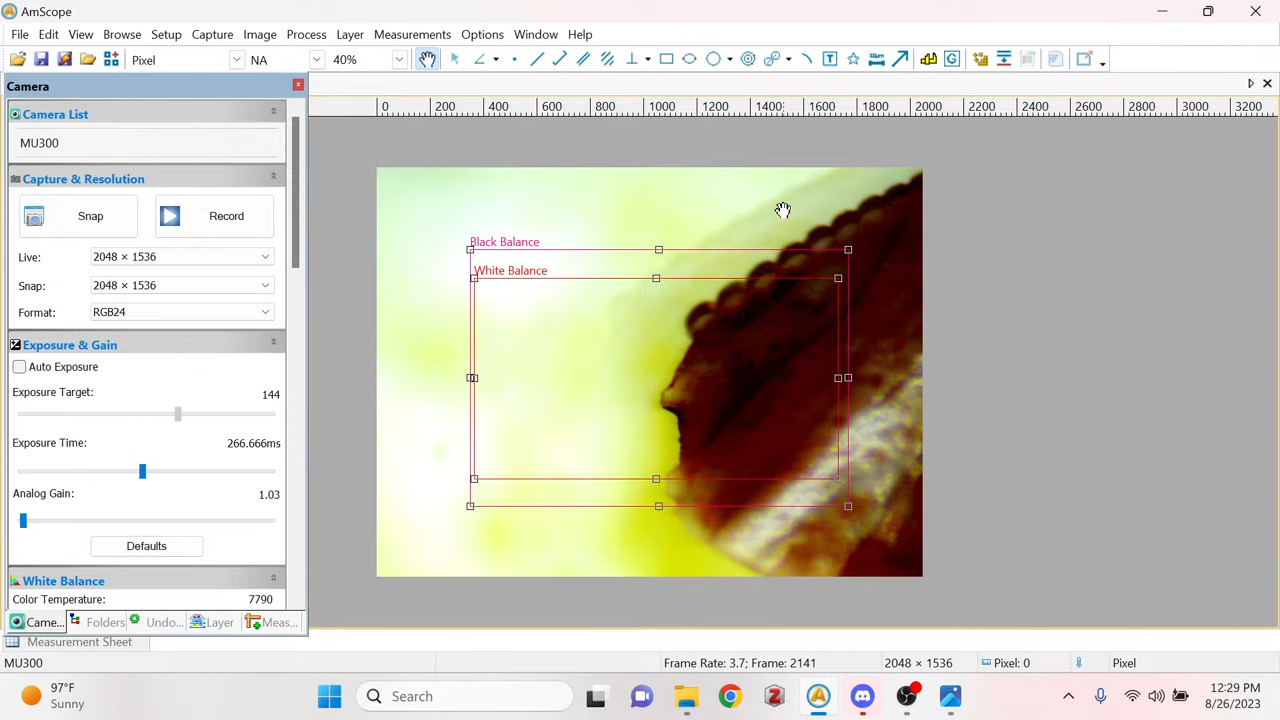 AmScope
File Edit View Browse Setup Capture Image Process Layer Measurements Options Window Help
Pixel NA 40%
Camera
0 200 400 600 800 1000 1200 1400 1600 1800 2000 2200 2400 2600 2800 3000 3200
Camera List
MU300
Capture & Resolution
Snap Record
Live: 2048 × 1536
Snap: 2048 × 1536
Format: RGB24
Exposure & Gain
Auto Exposure
Exposure Target: 144
Exposure Time: 266.666ms
Analog Gain: 1.03
Defaults
White Balance
Color Temperature: 7790
Black Balance
White Balance
Came... Folders Undo... Layer Meas...
Measurement Sheet
MU300 Frame Rate: 3.7; Frame: 2141 2048 × 1536 Pixel: 0 Pixel
97°F
Sunny
Search
12:29 PM
8/26/2023